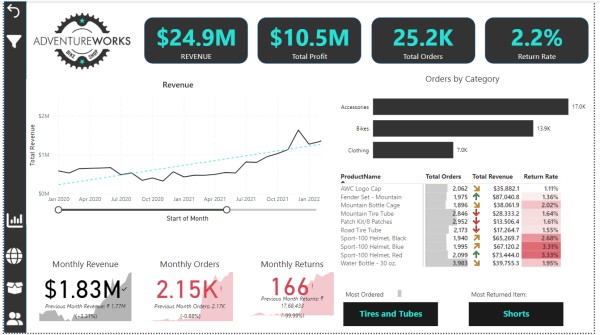 ADVENTUREWORKS
BIKE SHOP
$24.9M
REVENUE
$10.5M
Total Profit
25.2K
Total Orders
2.2%
Return Rate
Revenue
Total Revenue
$2M
$1M
$0M
Jan 2020 Apr 2020 Jul 2020 Oct 2020 Jan 2021 Apr 2021 Jul 2021 Oct 2021 Jan 2022
Start of Month
Orders by Category
Accessories 17.0K
Bikes 13.9K
Clothing 7.0K
ProductName Total Orders Total Revenue Return Rate
AWC Logo Cap 2,062 $35,882.1 1.11%
Fender Set - Mountain 1,975 $87,040.8 1.36%
Mountain Bottle Cage 1,896 $38,061.9 2.02%
Mountain Tire Tube 2,846 $28,333.2 1.64%
Patch Kit/8 Patches 2,952 $13,506.4 1.61%
Road Tire Tube 2,173 $17,264.7 1.55%
Sport-100 Helmet, Black 1,940 $65,269.7 2.68%
Sport-100 Helmet, Blue 1,995 $67,120.2 3.31%
Sport-100 Helmet, Red 2,099 $73,444.0 3.33%
Water Bottle - 30 oz. 3,983 $39,755.3 1.95%
Monthly Revenue
$1.83M
Previous Month Revenue: ₹ 1.77M
(+3.31%)
Monthly Orders
2.15K
Previous Month Orders: 2.17K
(-0.88%)
Monthly Returns
166
Previous Month Returns: ₹
17,68,433
(-99.99%)
Most Ordered
Tires and Tubes
Most Returned Item:
Shorts